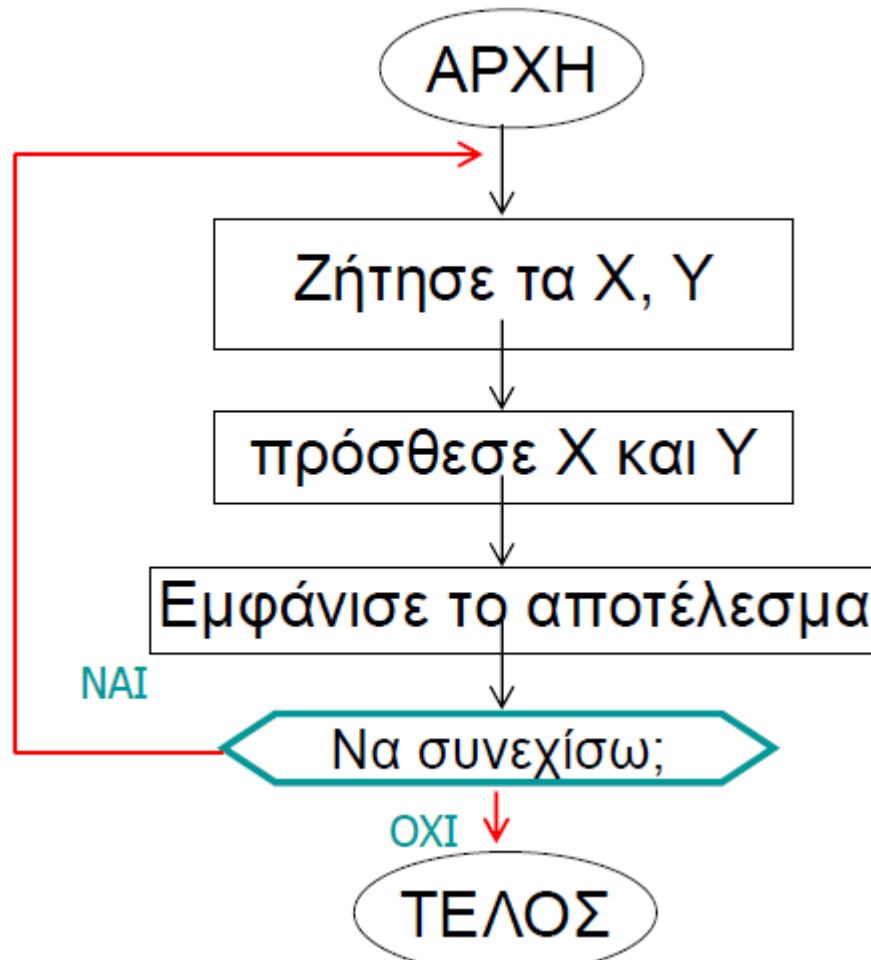 ΑΡΧΗ
Ζήτησε τα Χ, Υ
πρόσθεσε Χ και Υ
Εμφάνισε το αποτέλεσμα
ΝΑΙ
Να συνεχίσω;
ΟΧΙ
ΤΕΛΟΣ